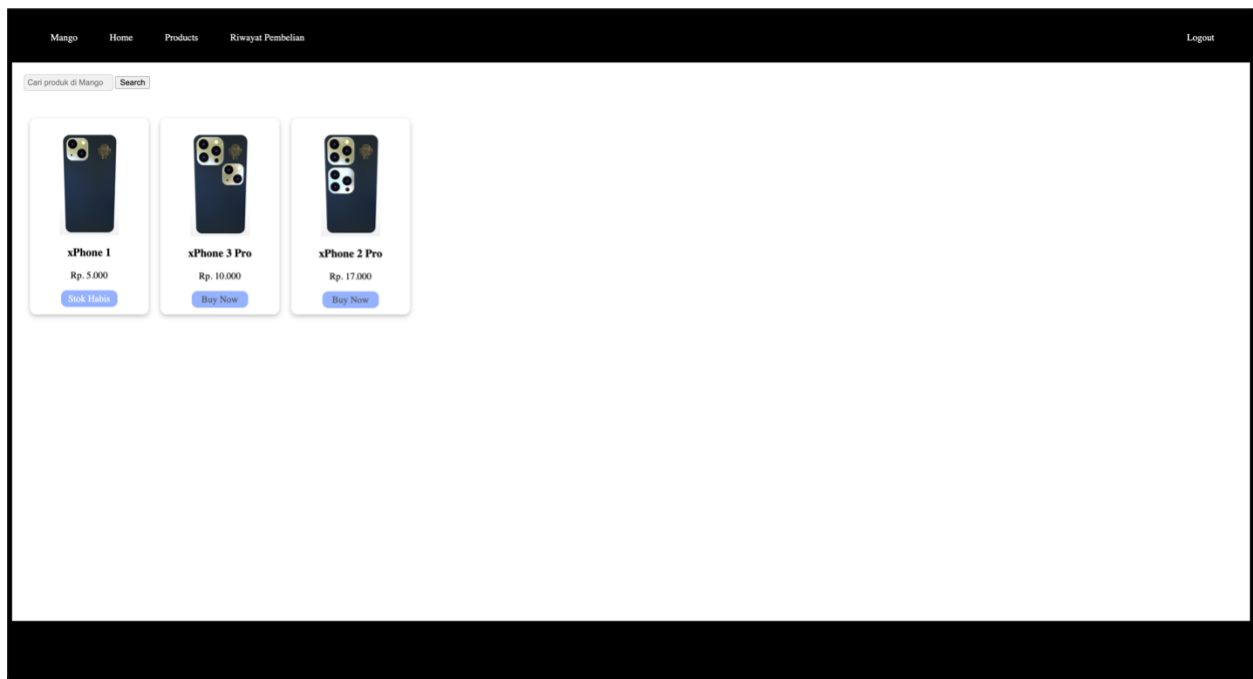 Mango Home Products Riwayat Pembelian Logout
Cari produk di Mango Search
xPhone 1 xPhone 3 Pro xPhone 2 Pro
Rp. 5.000 Rp. 10.000 Rp. 17.000
Stok Habis Buy Now Buy Now